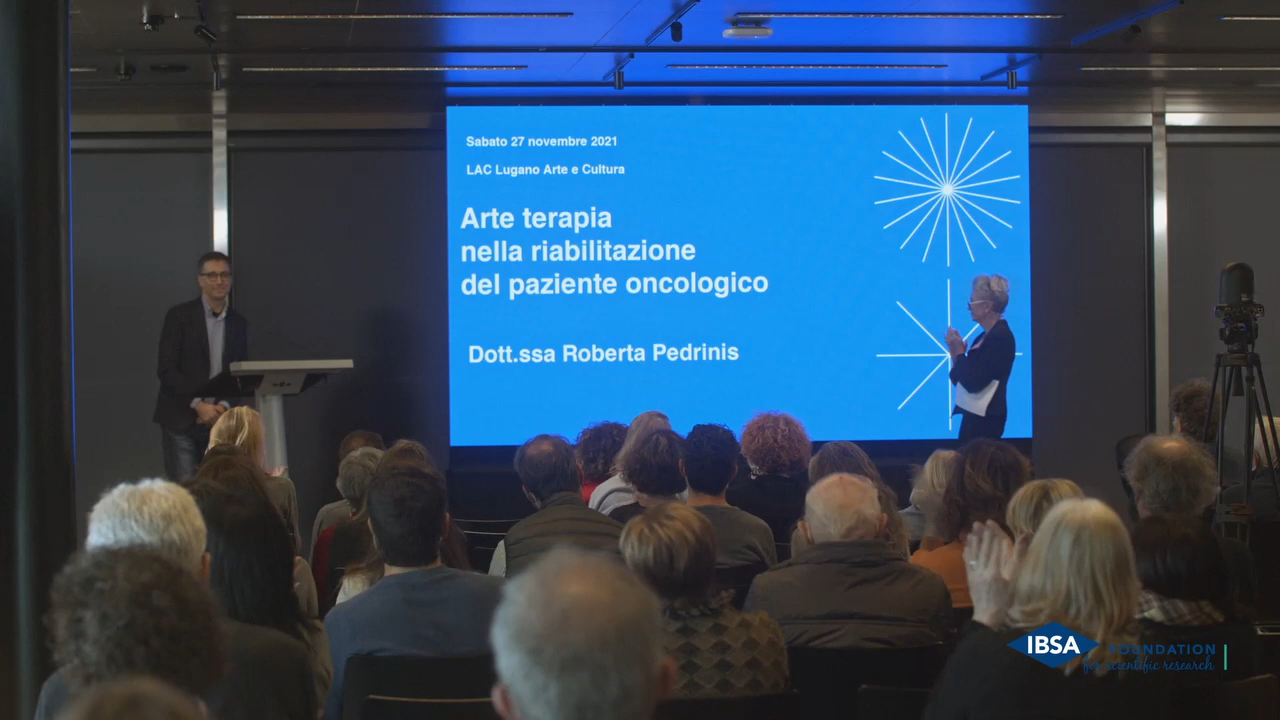 Sabato 27 novembre 2021
LAC Lugano Arte e Cultura
Arte terapia
nella riabilitazione
del paziente oncologico
Dott.ssa Roberta Pedrinis
IBSA FOUNDATION
for scientific research